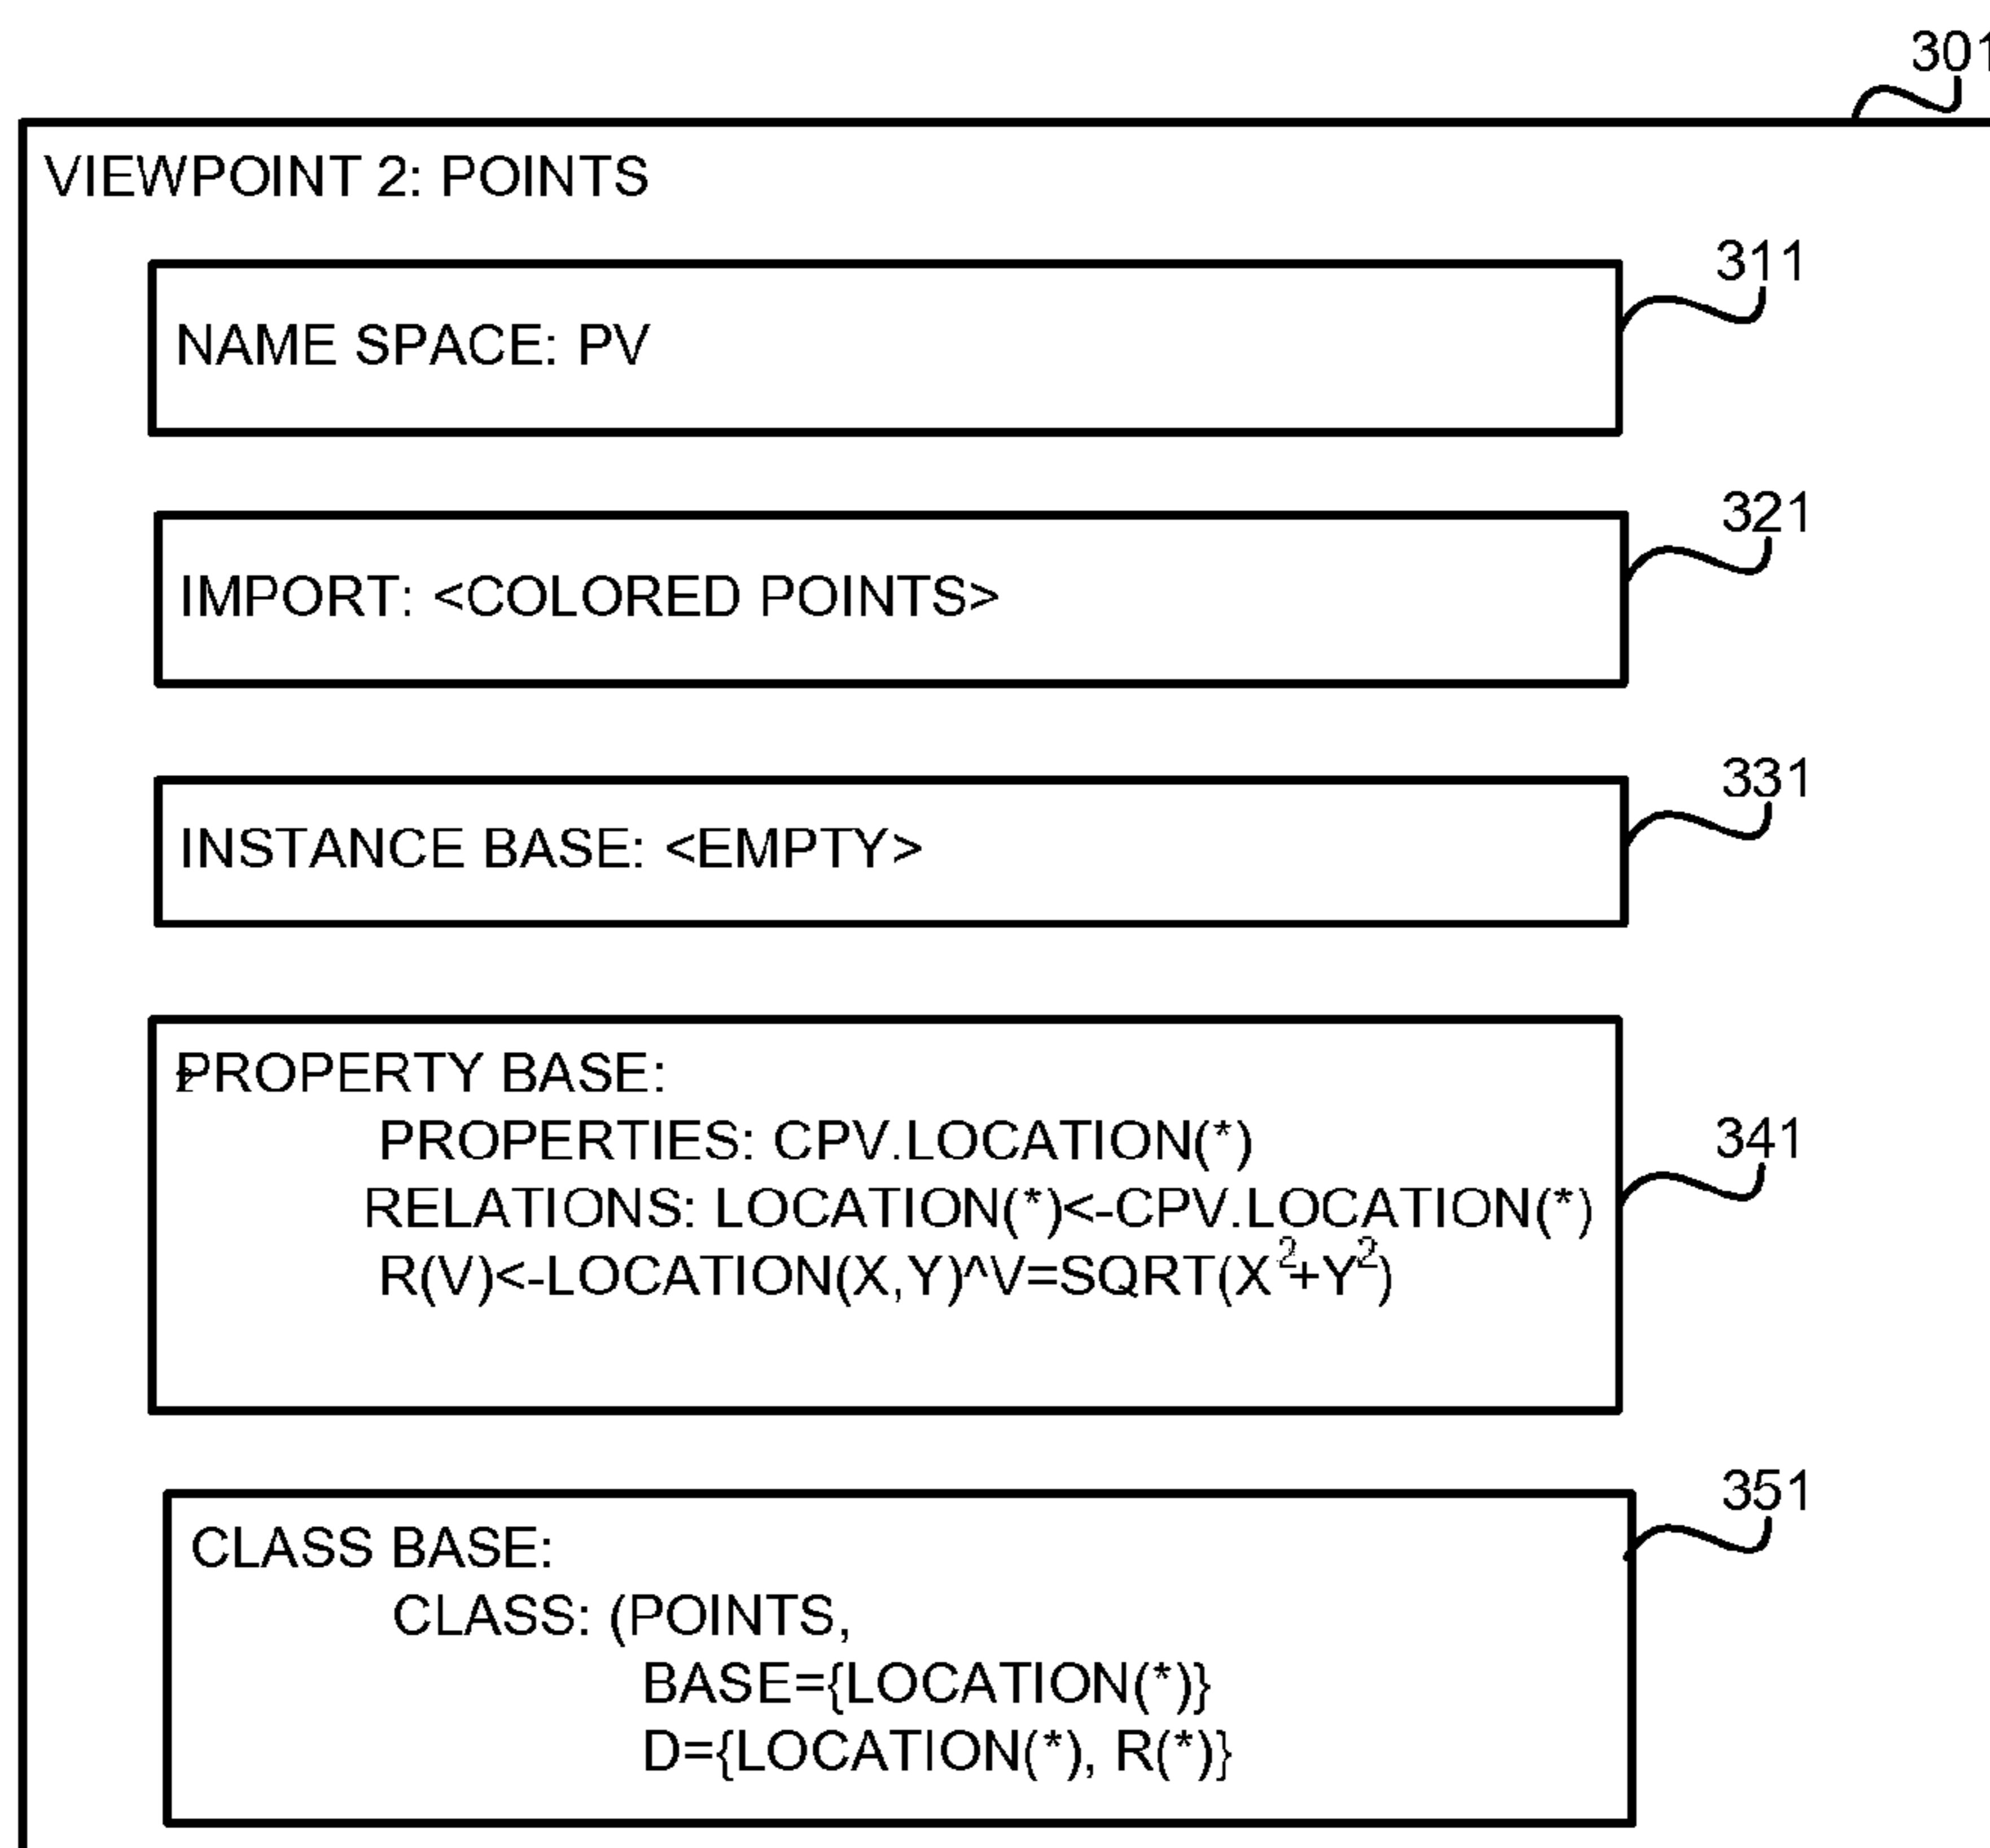 301
VIEWPOINT 2: POINTS
311
NAME SPACE: PV
321
IMPORT: <COLORED POINTS>
331
INSTANCE BASE: <EMPTY>
PROPERTY BASE:
PROPERTIES: CPV.LOCATION(*)
341
RELATIONS: LOCATION(*)<-CPV.LOCATION(*)
R(V)<-LOCATION(X,Y)^V=SQRT(X²+Y²)
351
CLASS BASE:
CLASS: (POINTS,
BASE={LOCATION(*)}
D={LOCATION(*), R(*)}